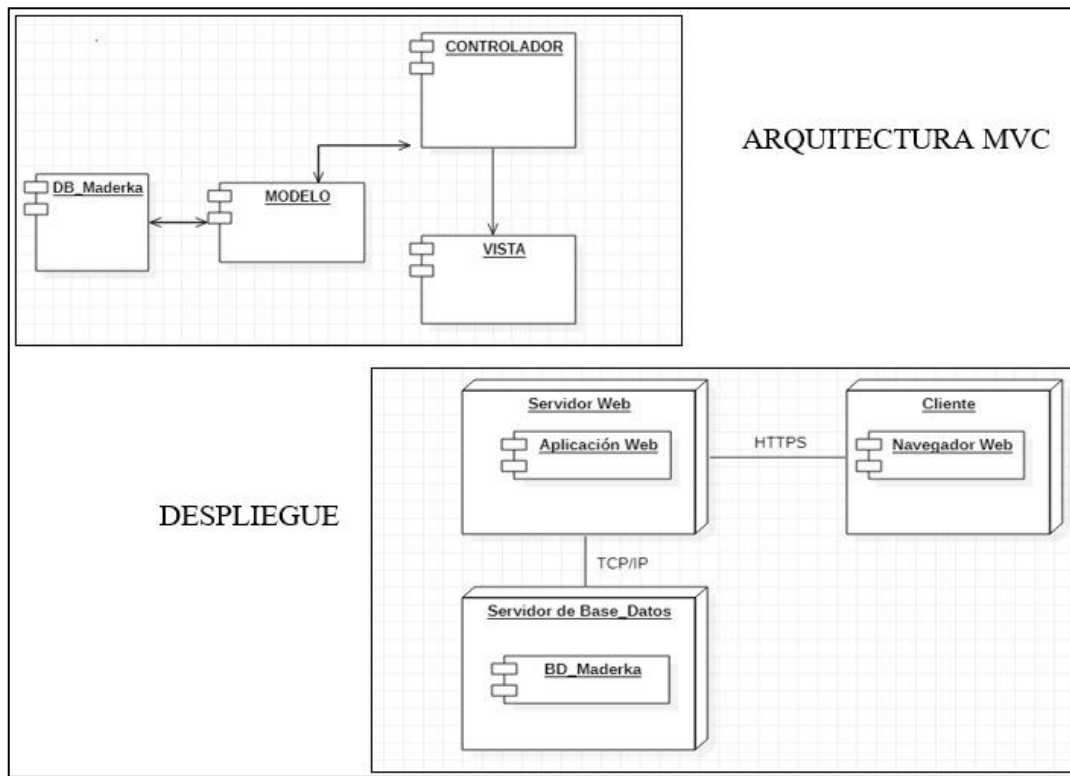 CONTROLADOR
ARQUITECTURA MVC
DB_Maderka
MODELO
VISTA
Servidor Web
Cliente
Aplicación Web
HTTPS
Navegador Web
DESPLIEGUE
TCP/IP
Servidor de Base_Datos
BD_Maderka